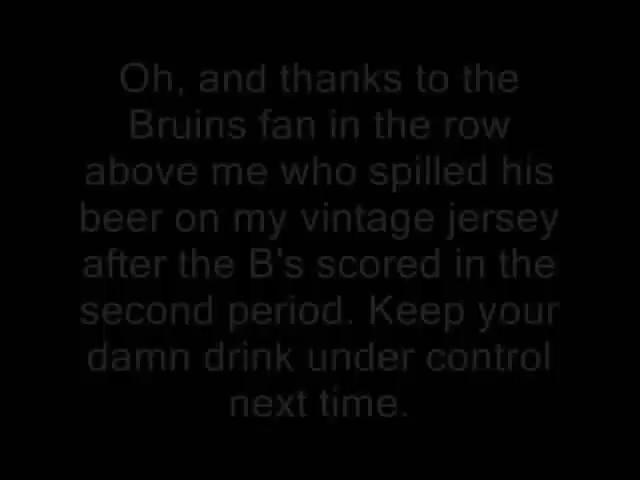 Oh, and thanks to the
Bruins fan in the row
above me who spilled his
beer on my vintage jersey
after the B's scored in the
second period. Keep your
damn drink under control
next time.